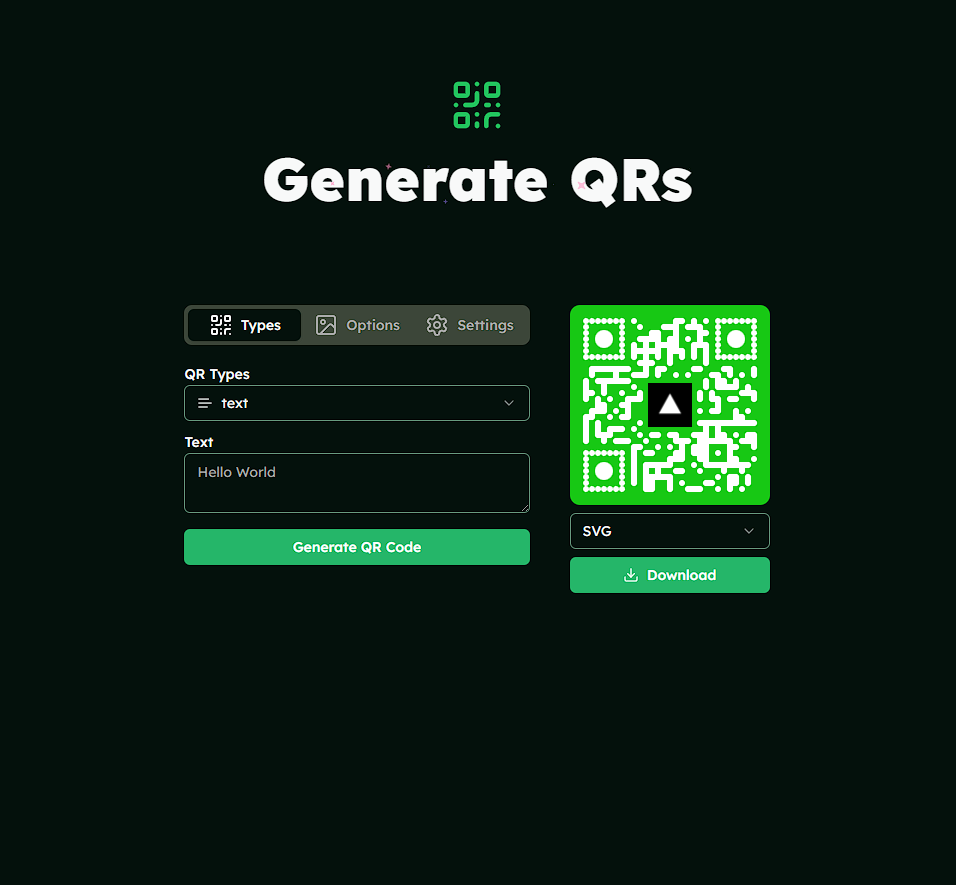 Generate QRs
Types
Options
Settings
QR Types
text
Text
Hello World
Generate QR Code
SVG
Download